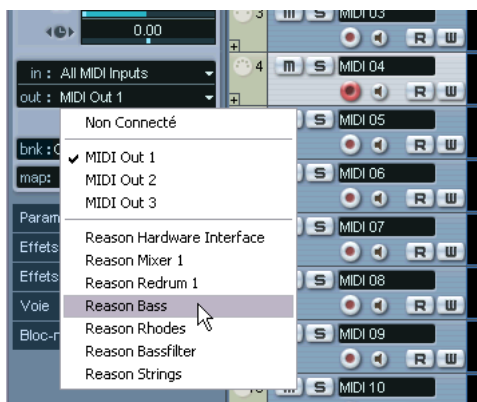 0.00
in : All MIDI Inputs
out : MIDI Out 1
bnk :
map:
Param
Effets
Effets
Voie
Bloc-n
Non Connecté
MIDI Out 1
MIDI Out 2
MIDI Out 3
Reason Hardware Interface
Reason Mixer 1
Reason Redrum 1
Reason Bass
Reason Rhodes
Reason Bassfilter
Reason Strings
3 m S MIDI 03
R W
4 m S MIDI 04
R W
S MIDI 05
R W
S MIDI 06
R W
S MIDI 07
R W
S MIDI 08
R W
S MIDI 09
R W
m S MIDI 10